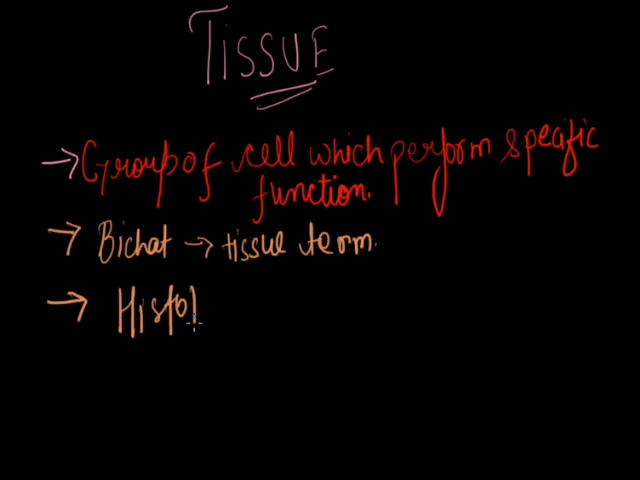 TISSUE
→ Group of cell which perform specific
function.
→ Bichat → tissue term.
→ Histol